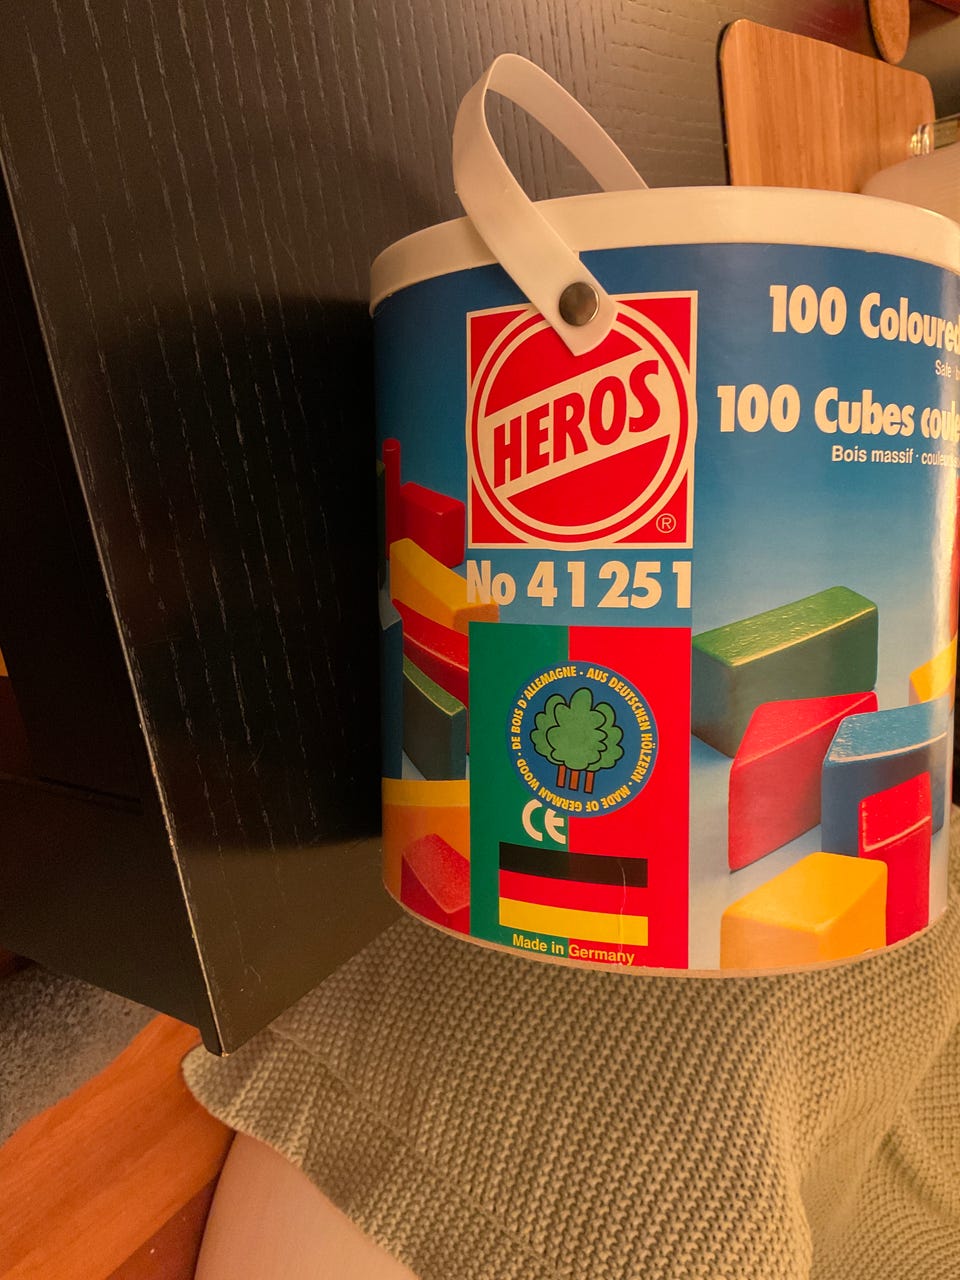 HEROS
®
No 41251
DE BOIS D'ALLEMAGNE · AUS DEUTSCHEN HÖLZERN · MADE OF GERMAN WOOD ·
CE
Made in Germany
100 Coloured
Safe
100 Cubes
Bois massif ·